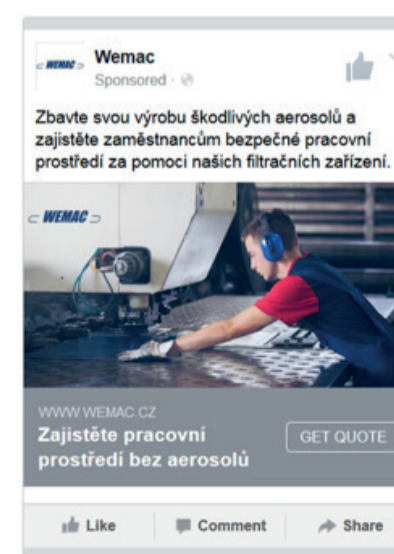 WEMAC
Wemac
Sponsored ·
Zbavte svou výrobu škodlivých aerosolů a
zajistěte zaměstnancům bezpečné pracovní
prostředí za pomoci našich filtračních zařízení.
WEMAC
WWW.WEMAC.CZ
Zajistěte pracovní
prostředí bez aerosolů
GET QUOTE
Like
Comment
Share